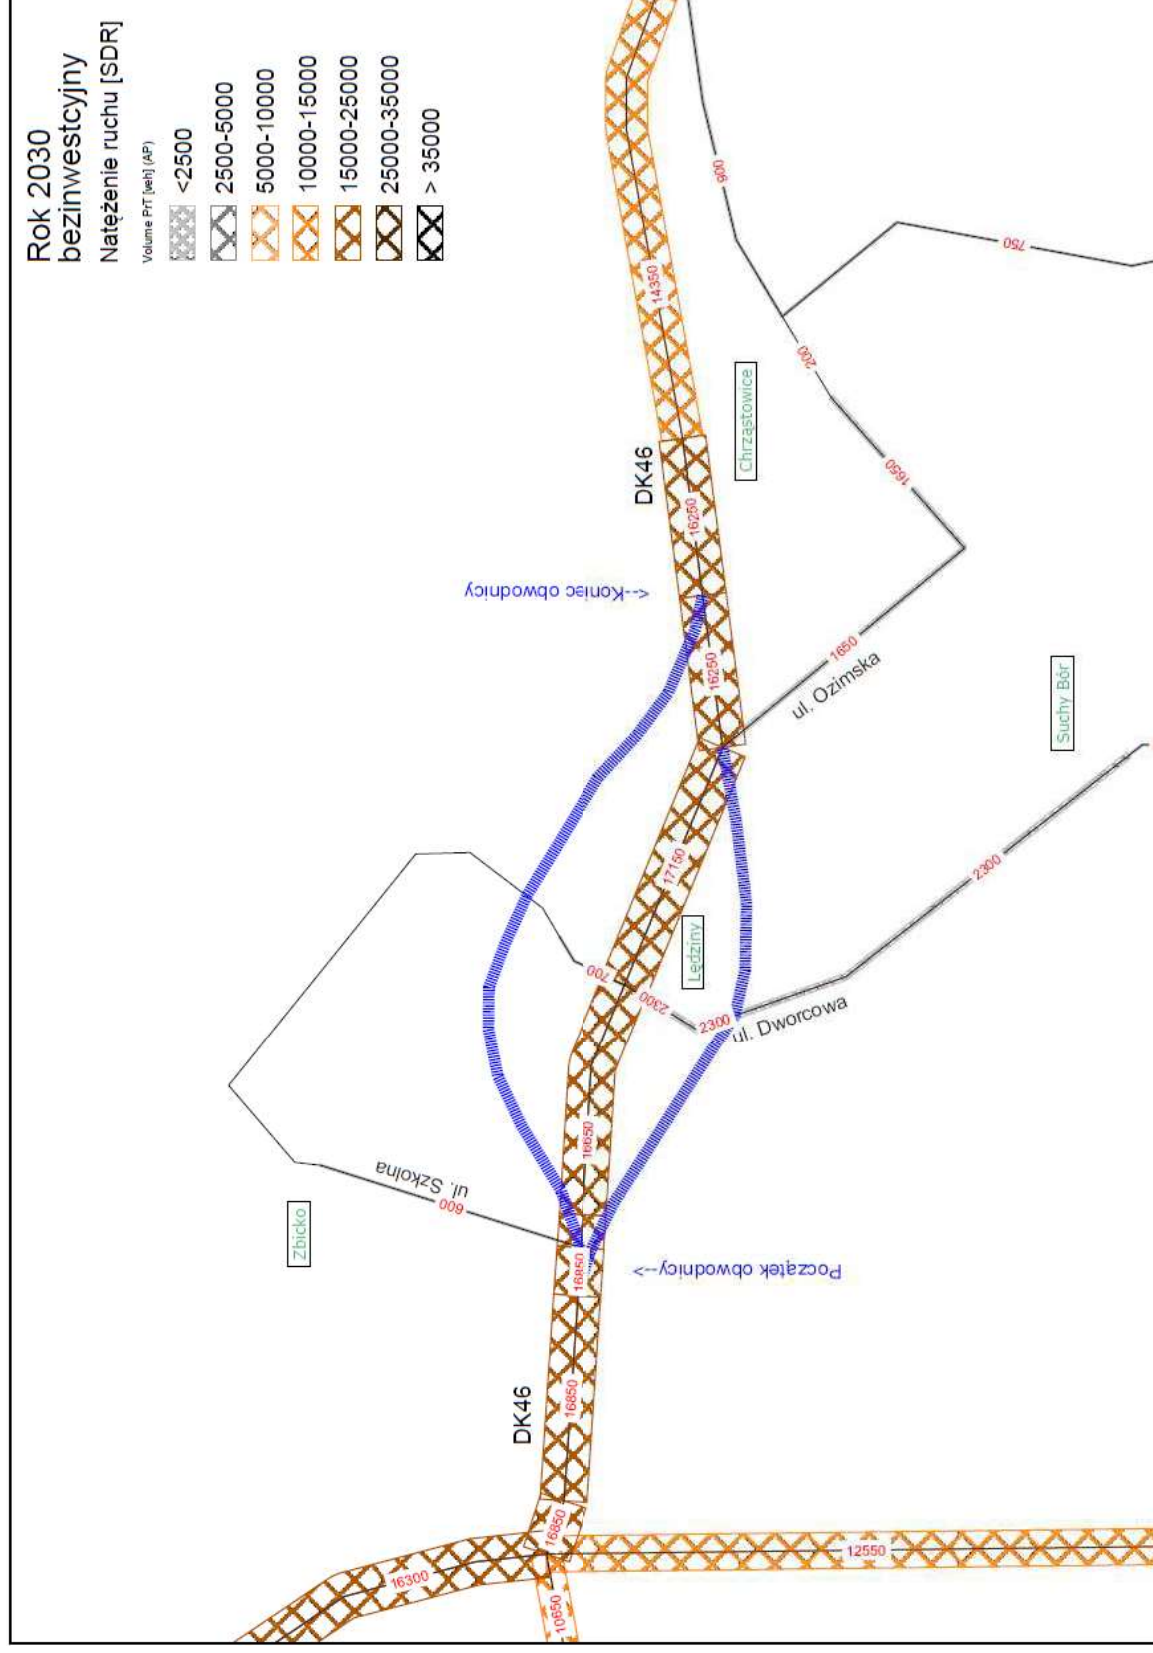 Rok 2030
bezinwestcyjny
Natężenie ruchu [SDR]
Volume PrT [veh] (AP)
<2500
2500-5000
5000-10000
10000-15000
15000-25000
25000-35000
> 35000
16300
10650
16850
12550
DK46
16850
16850
Początek obwodnicy-->
Zbicko
600
ul. Szkolna
16650
700
2300
2300
ul. Dworcowa
Lędziny
17150
2300
Suchy Bór
16250
1650
ul. Ozimska
<--Koniec obwodnicy
16250
DK46
Chrząstowice
1650
200
14350
750
800